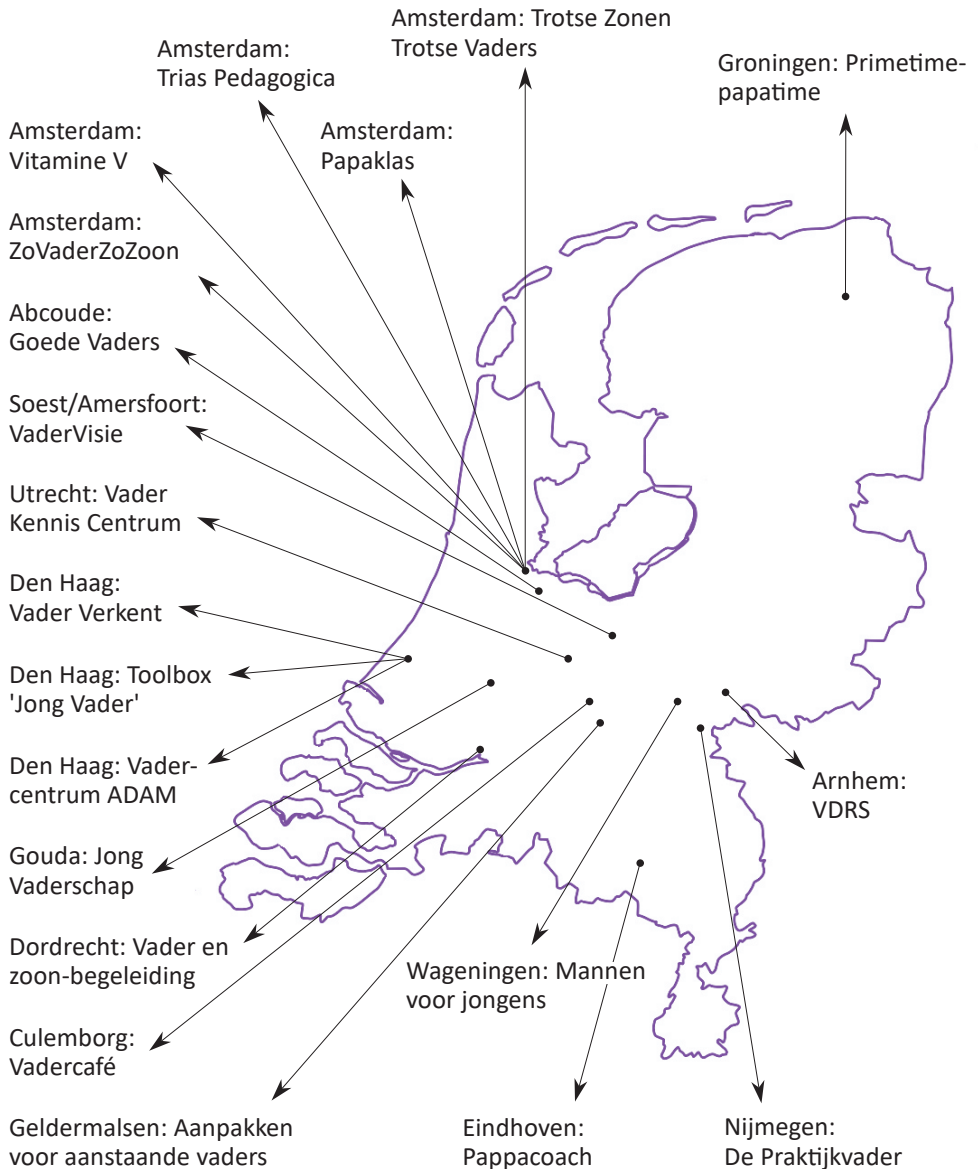 Amsterdam: Trotse Zonen
Trotse Vaders
Amsterdam:
Trias Pedagogica
Groningen: Primetime-
papatime
Amsterdam:
Vitamine V
Amsterdam:
Papaklas
Amsterdam:
ZoVaderZoZoon
Abcoude:
Goede Vaders
Soest/Amersfoort:
VaderVisie
Utrecht: Vader
Kennis Centrum
Den Haag:
Vader Verkent
Den Haag: Toolbox
'Jong Vader'
Den Haag: Vader-
centrum ADAM
Arnhem:
VDRS
Gouda: Jong
Vaderschap
Dordrecht: Vader en
zoon-begeleiding
Wageningen: Mannen
voor jongens
Culemborg:
Vadercafé
Geldermalsen: Aanpakken
voor aanstaande vaders
Eindhoven:
Pappacoach
Nijmegen:
De Praktijkvader